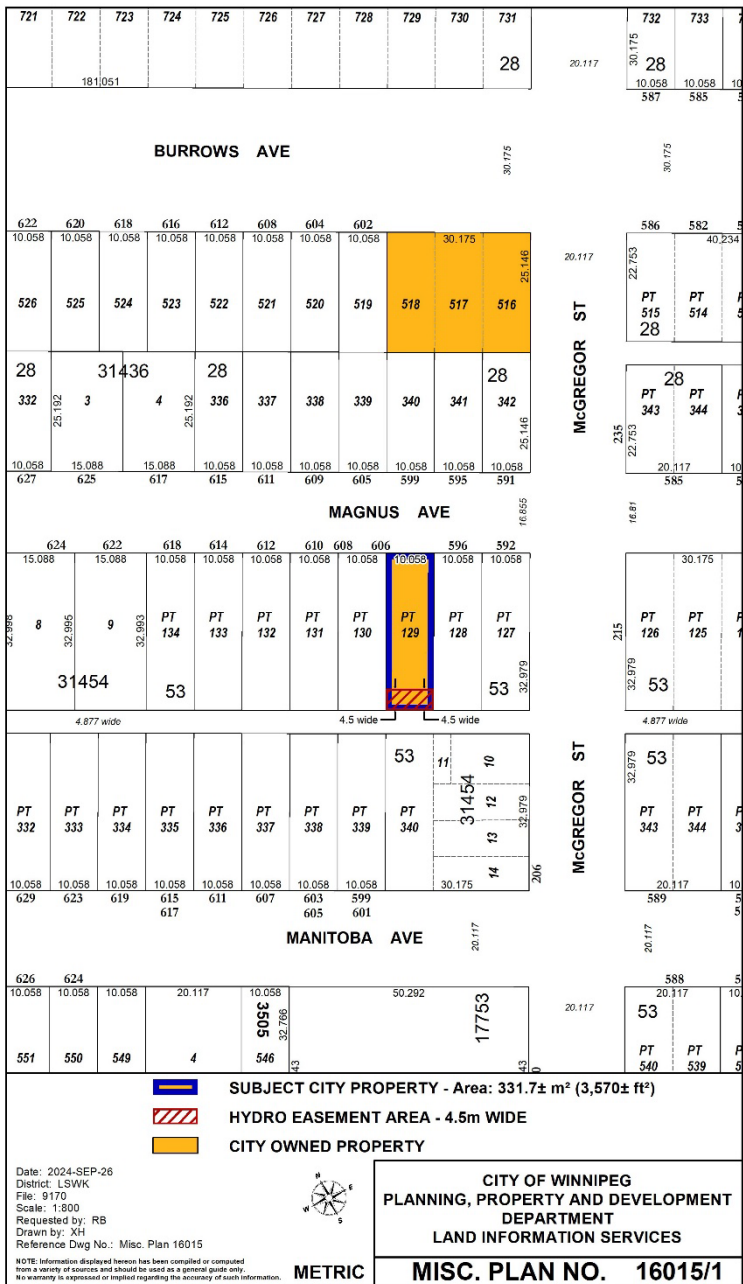 721 722 723 724 725 726 727 728 729 730 731 732 733
28 20.117 30.175 28
181.051 10.058 10.058 10
587 585
BURROWS AVE 30.175 30.175
622 620 618 616 612 608 604 602 586 582
10.058 10.058 10.058 10.058 10.058 10.058 10.058 10.058 30.175 20.117 40.234
25.146 22.753
526 525 524 523 522 521 520 519 518 517 516 PT 515 PT 514
28
McGREGOR ST
28 31436 28 28 28
332 3 4 336 337 338 339 340 341 342 PT 343 PT 344
25.192 25.192 25.146 235 22.753
10.058 15.088 15.088 10.058 10.058 10.058 10.058 10.058 10.058 10.058 20.117 10
627 625 617 615 611 609 605 599 595 591 585
MAGNUS AVE 16.855 16.81
624 622 618 614 612 610 608 606 596 592
15.088 15.088 10.058 10.058 10.058 10.058 10.058 10.058 10.058 10.058 30.175
32.998 8 32.995 9 32.993 PT 134 PT 133 PT 132 PT 131 PT 130 PT 129 PT 128 PT 127 215 PT 126 PT 125
31454 53 53 32.979 32.979 53
4.877 wide 4.5 wide 4.5 wide 4.877 wide
53 11 10 53
31454 12 32.979 32.979
McGREGOR ST
PT 332 PT 333 PT 334 PT 335 PT 336 PT 337 PT 338 PT 339 PT 340 13 PT 343 PT 344
14 206
10.058 10.058 10.058 10.058 10.058 10.058 10.058 10.058 30.175 20.117 10
629 623 619 615 611 607 603 599 589
617 605 601
MANITOBA AVE 20.117 20.117
626 624 588
10.058 10.058 10.058 20.117 10.058 50.292 20.117 20.117 10
3505 32.766 17753 53
551 550 549 4 546 43 43 PT 540 PT 539
SUBJECT CITY PROPERTY - Area: 331.7± m² (3,570± ft²)
HYDRO EASEMENT AREA - 4.5m WIDE
CITY OWNED PROPERTY
Date: 2024-SEP-26
District: LSWK
File: 9170
Scale: 1:800
Requested by: RB
Drawn by: XH
Reference Dwg No.: Misc. Plan 16015
NOTE: Information displayed hereon has been compiled or computed
from a variety of sources and should be used as a general guide only.
No warranty is expressed or implied regarding the accuracy of such information.
N
E
W
S
METRIC
CITY OF WINNIPEG
PLANNING, PROPERTY AND DEVELOPMENT
DEPARTMENT
LAND INFORMATION SERVICES
MISC. PLAN NO. 16015/1